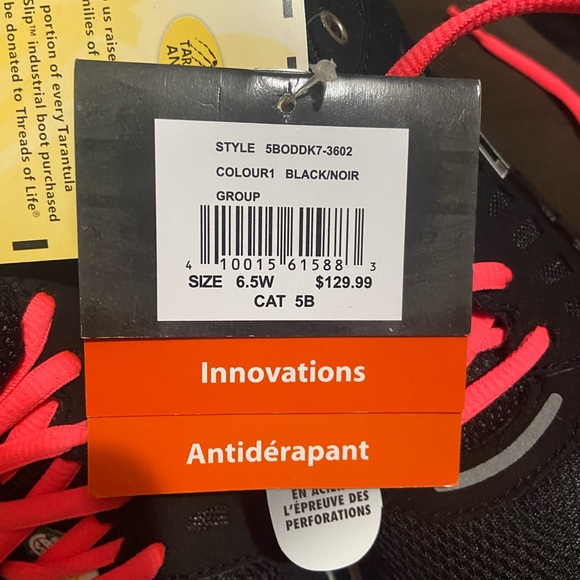 us raise
milies of
portion of every Tarantula
Slip™ industrial boot purchased
be donated to Threads of Life®
TAR
AN
STYLE 5BODDK7-3602
COLOUR1 BLACK/NOIR
GROUP
4 10015 61588 3
SIZE 6.5W $129.99
CAT 5B
Innovations
Antidérapant
EN ACIER
L'ÉPREUVE DES
PERFORATIONS